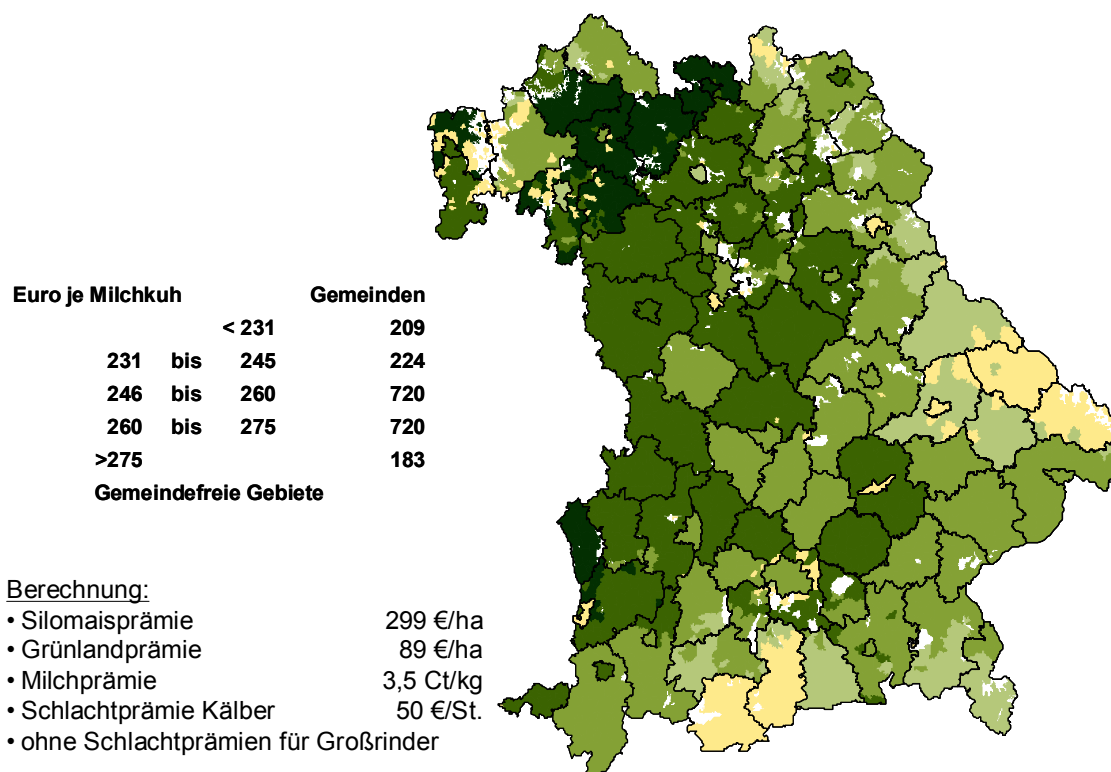 Euro je Milchkuh Gemeinden
< 231 209
231 bis 245 224
246 bis 260 720
260 bis 275 720
>275 183
Gemeindefreie Gebiete
Berechnung:
• Silomaisprämie 299 €/ha
• Grünlandprämie 89 €/ha
• Milchprämie 3,5 Ct/kg
• Schlachtprämie Kälber 50 €/St.
• ohne Schlachtprämien für Großrinder